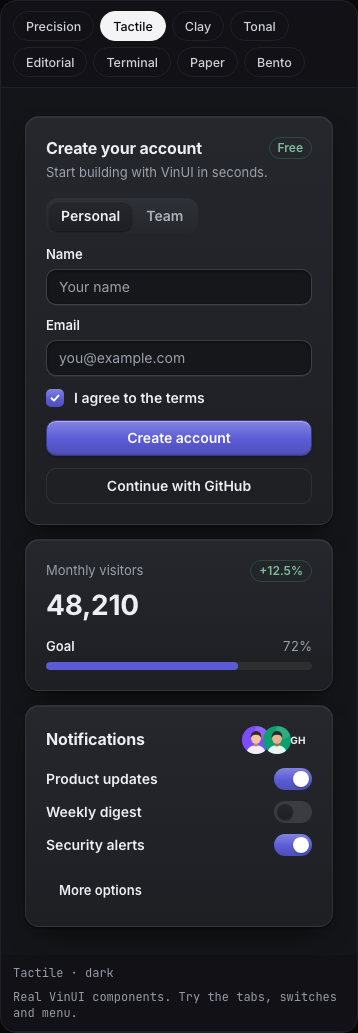 Precision Tactile Clay Tonal
Editorial Terminal Paper Bento
Create your account Free
Start building with VinUI in seconds.
Personal Team
Name
Your name
Email
you@example.com
I agree to the terms
Create account
Continue with GitHub
Monthly visitors +12.5%
48,210
Goal 72%
Notifications GH
Product updates
Weekly digest
Security alerts
More options
Tactile · dark
Real VinUI components. Try the tabs, switches
and menu.